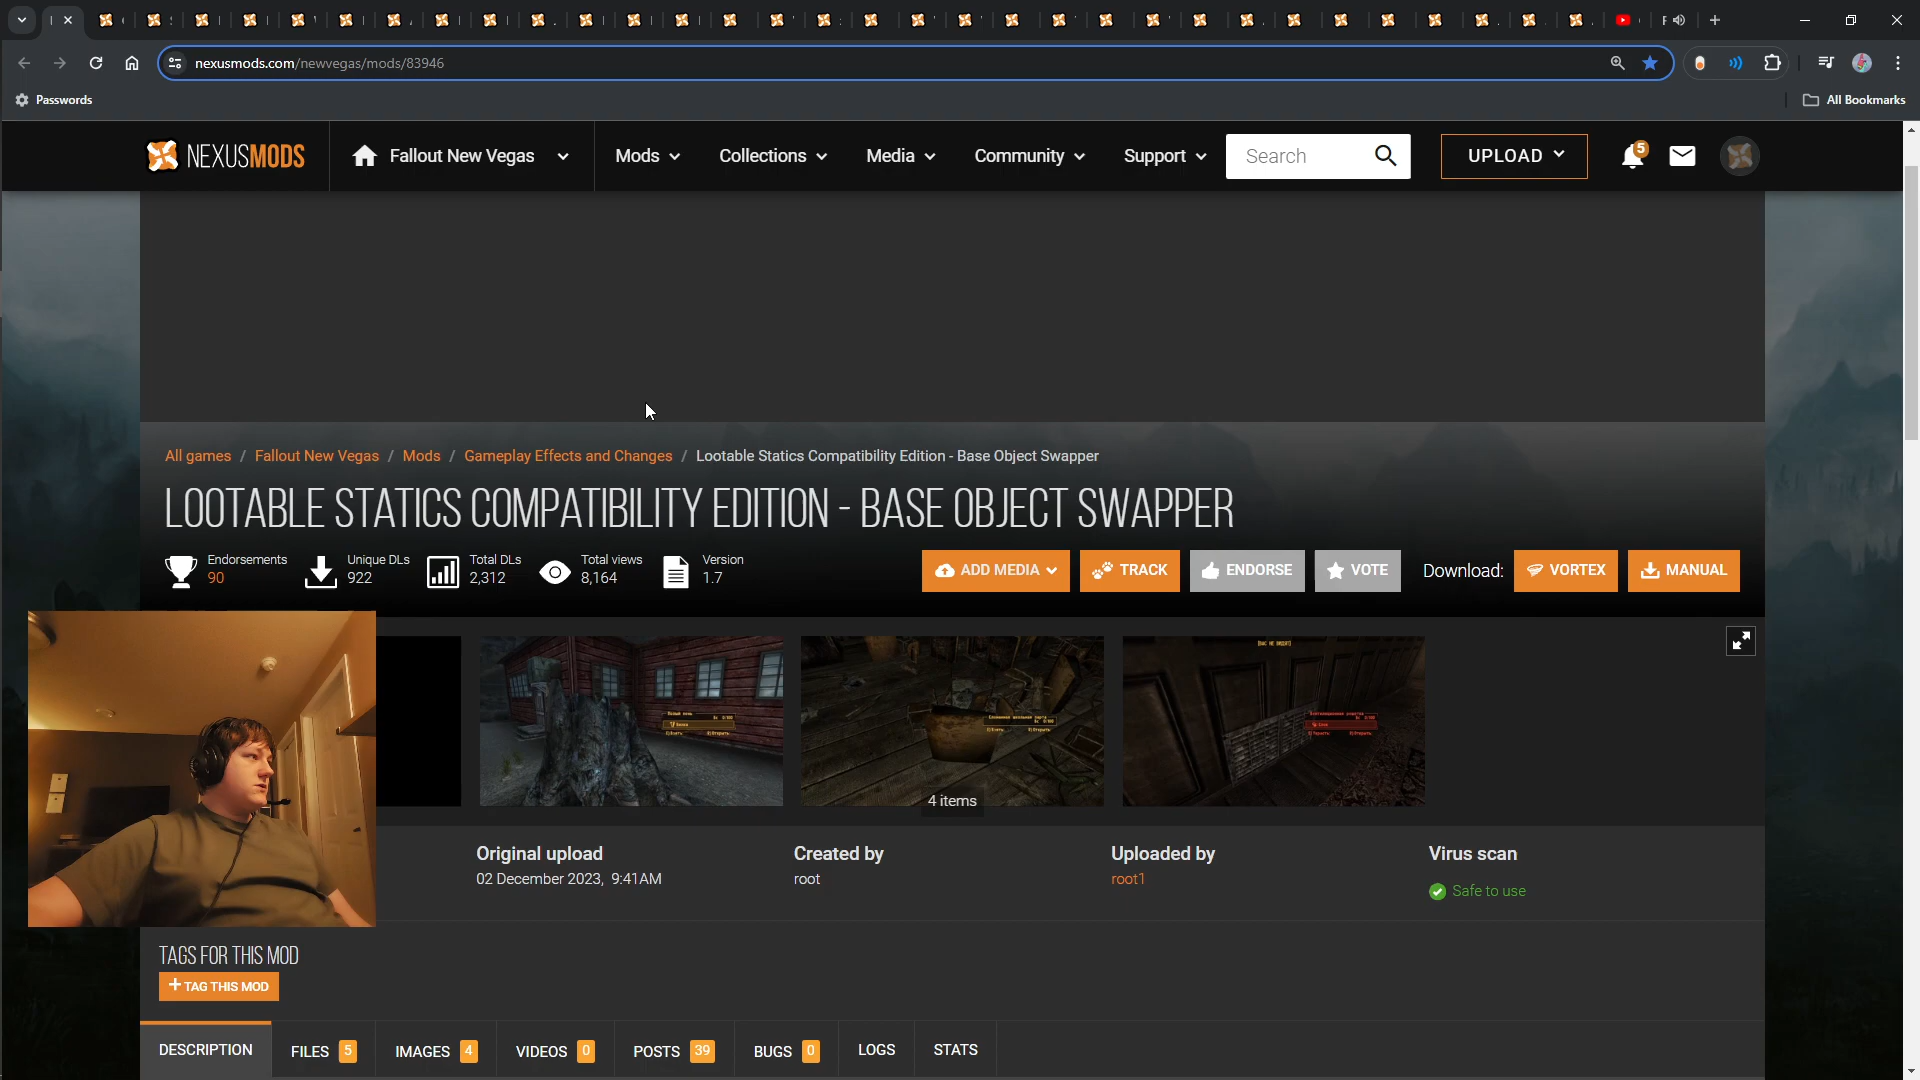 nexusmods.com/newvegas/mods/83946
Passwords
All Bookmarks
NEXUSMODS
Fallout New Vegas
Mods
Collections
Media
Community
Support
Search
UPLOAD
5
All games / Fallout New Vegas / Mods / Gameplay Effects and Changes / Lootable Statics Compatibility Edition - Base Object Swapper
LOOTABLE STATICS COMPATIBILITY EDITION - BASE OBJECT SWAPPER
Endorsements
90
Unique DLs
922
Total DLs
2,312
Total views
8,164
Version
1.7
ADD MEDIA
TRACK
ENDORSE
VOTE
Download:
VORTEX
MANUAL
4 items
Original upload
02 December 2023, 9:41AM
Created by
root
Uploaded by
root1
Virus scan
Safe to use
TAGS FOR THIS MOD
+ TAG THIS MOD
DESCRIPTION
FILES 5
IMAGES 4
VIDEOS 0
POSTS 39
BUGS 0
LOGS
STATS